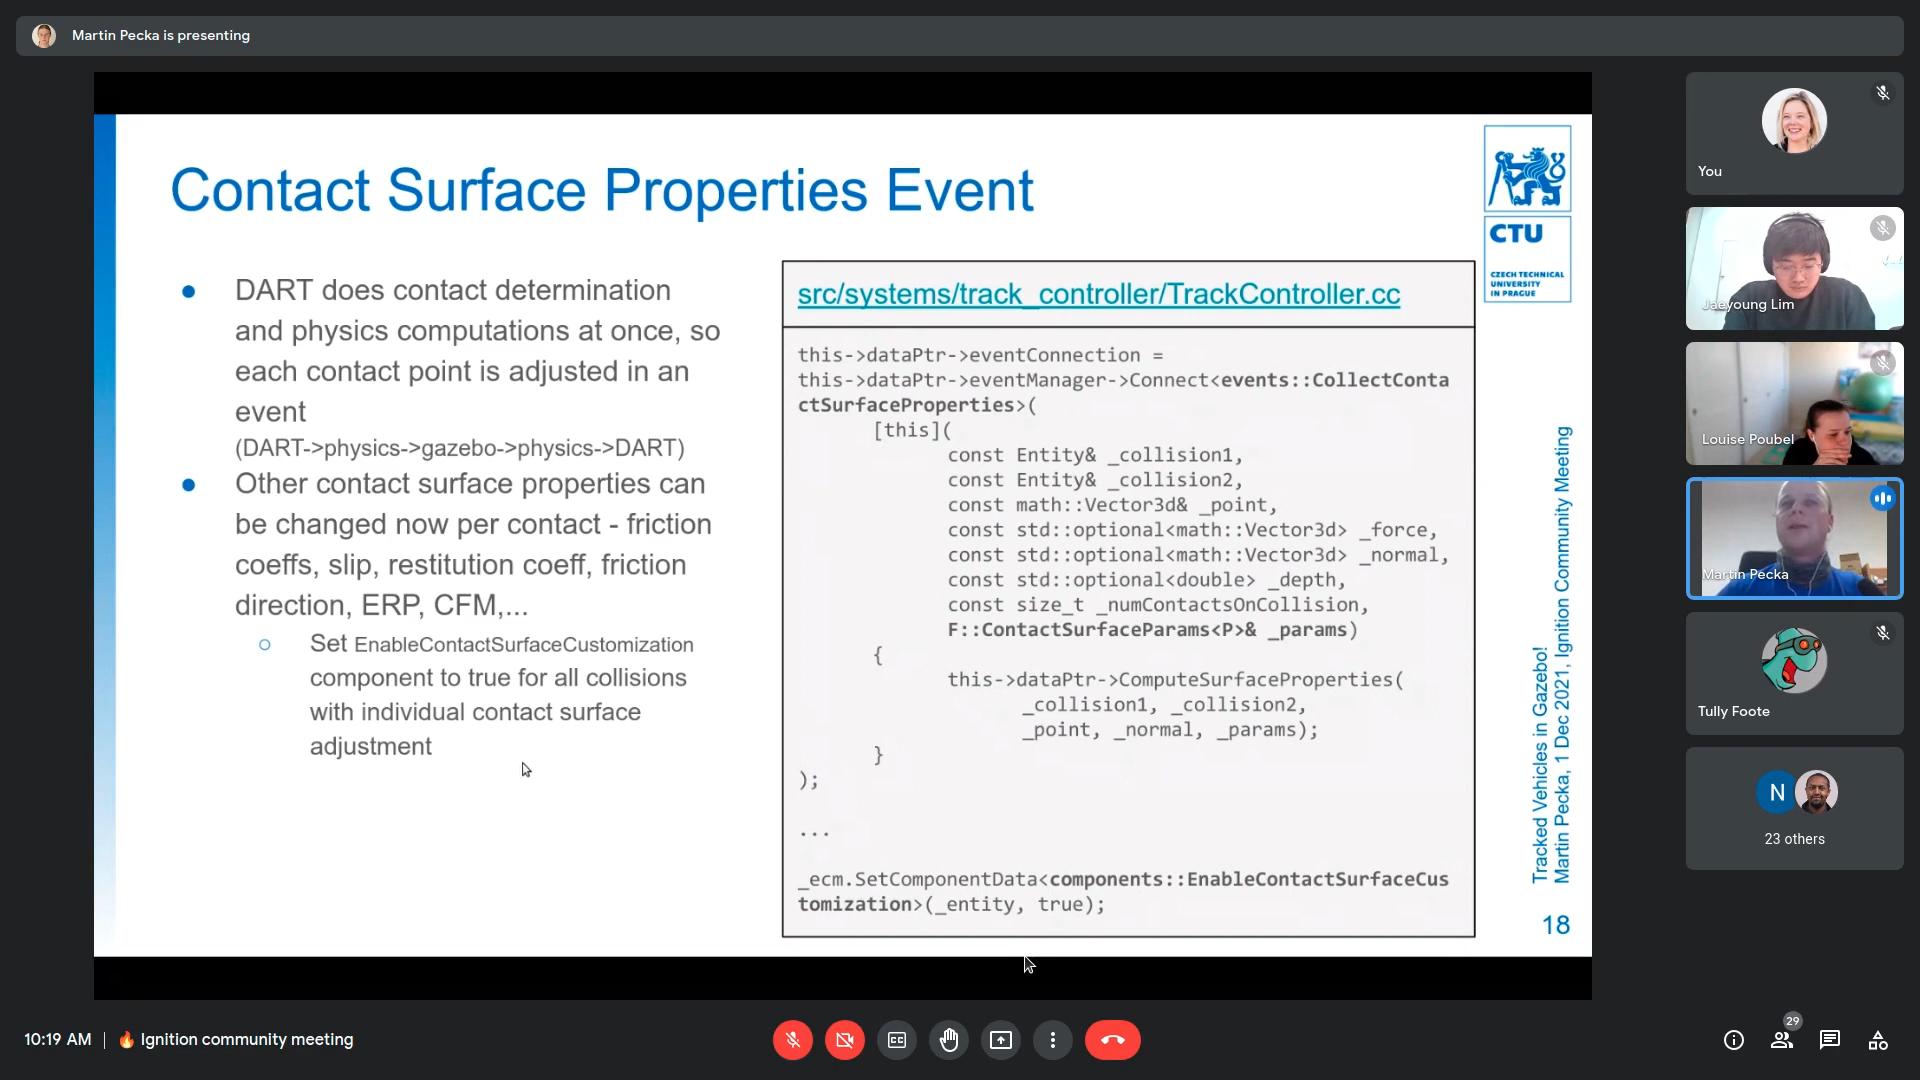 Martin Pecka is presenting
Contact Surface Properties Event
DART does contact determination
and physics computations at once, so
each contact point is adjusted in an
event
(DART->physics->gazebo->physics->DART)
Other contact surface properties can
be changed now per contact - friction
coeffs, slip, restitution coeff, friction
direction, ERP, CFM,...
Set EnableContactSurfaceCustomization
component to true for all collisions
with individual contact surface
adjustment
src/systems/track_controller/TrackController.cc
this->dataPtr->eventConnection =
this->dataPtr->eventManager->Connect<events::CollectConta
ctSurfaceProperties>(
[this](
const Entity& _collision1,
const Entity& _collision2,
const math::Vector3d& _point,
const std::optional<math::Vector3d> _force,
const std::optional<math::Vector3d> _normal,
const std::optional<double> _depth,
const size_t _numContactsOnCollision,
F::ContactSurfaceParams<P>& _params)
{
this->dataPtr->ComputeSurfaceProperties(
_collision1, _collision2,
_point, _normal, _params);
}
);
...
_ecm.SetComponentData<components::EnableContactSurfaceCus
tomization>(_entity, true);
CTU
CZECH TECHNICAL
UNIVERSITY
IN PRAGUE
Tracked Vehicles in Gazebo!
Martin Pecka, 1 Dec 2021, Ignition Community Meeting
18
You
Jaeyoung Lim
Louise Poubel
Martin Pecka
Tully Foote
N
23 others
10:19 AM | 🔥 Ignition community meeting
29